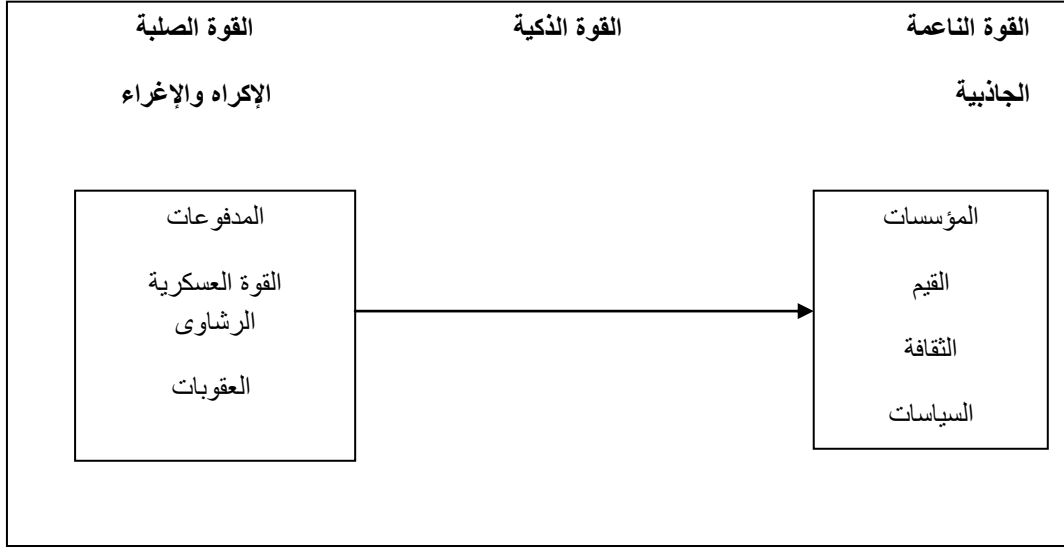 القوة الناعمة
القوة الذكية
القوة الصلبة
الجاذبية
الإكراه والإغراء
المؤسسات
القيم
الثقافة
السياسات
المدفوعات
القوة العسكرية
الرشاوى
العقوبات